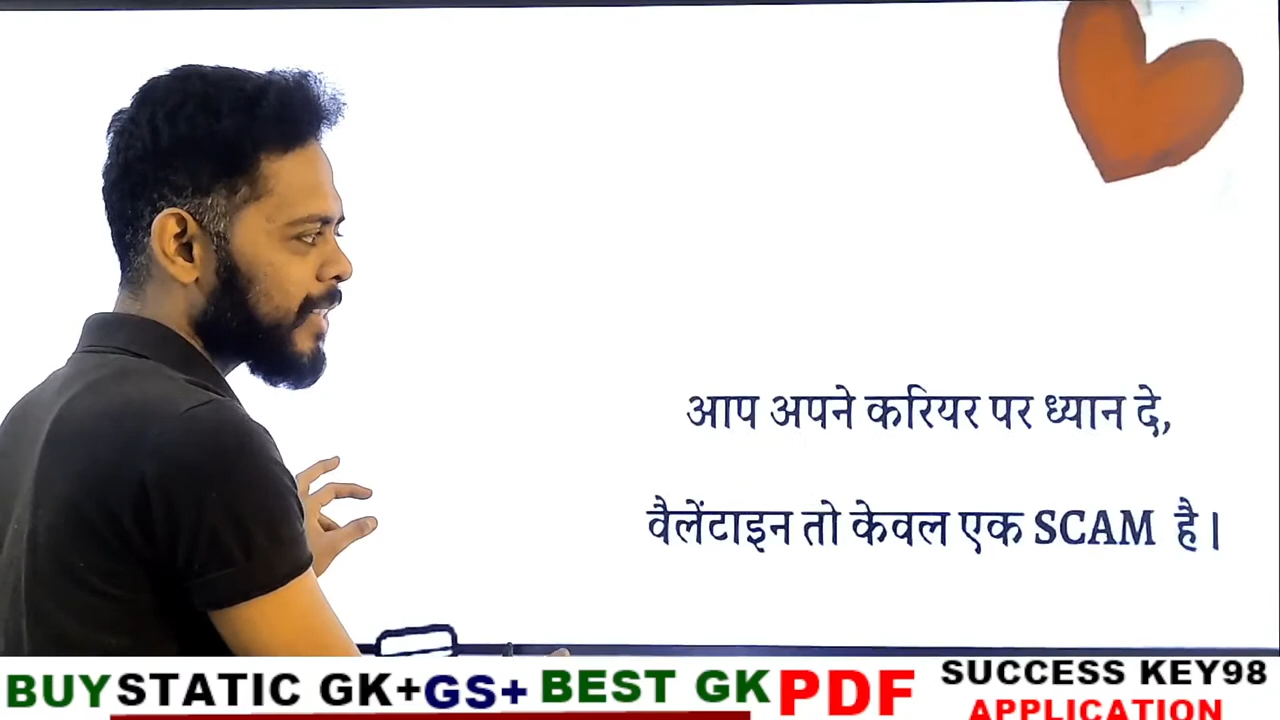 आप अपने करियर पर ध्यान दे,
वैलेंटाइन तो केवल एक SCAM है।
BUY STATIC GK+GS+ BEST GK PDF
SUCCESS KEY98
APPLICATION